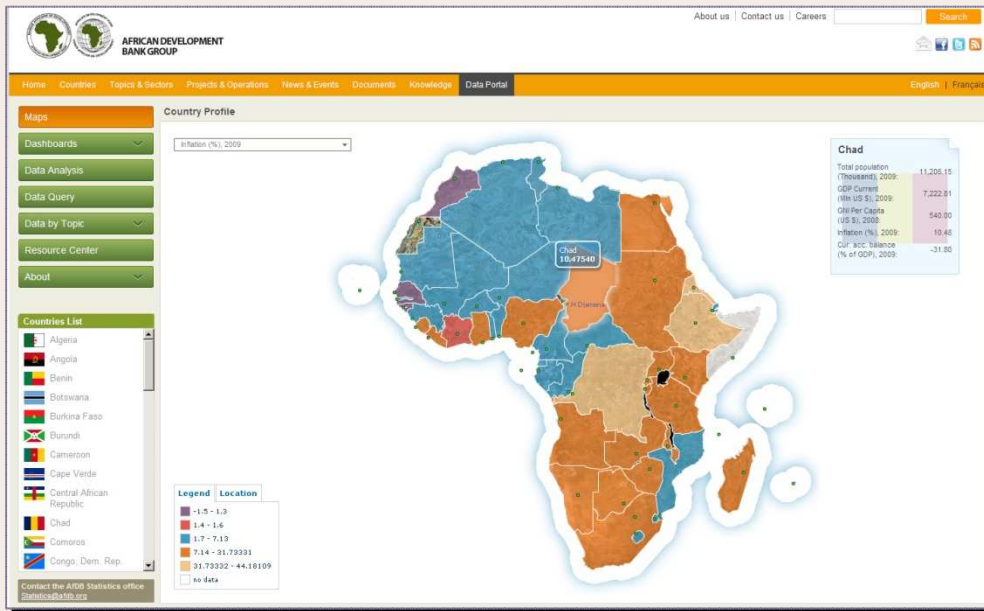 About us | Contact us | Careers
Search
AFRICAN DEVELOPMENT
BANK GROUP
Home Countries Topics & Sectors Projects & Operations News & Events Documents Knowledge Data Portal English | Français
Maps
Dashboards
Data Analysis
Data Query
Data by Topic
Resource Center
About
Countries List
Algeria
Angola
Benin
Botswana
Burkina Faso
Burundi
Cameroon
Cape Verde
Central African
Republic
Chad
Comoros
Congo, Dem. Rep.
Contact the AfDB Statistics office
Statistics@afdb.org
Country Profile
Inflation (%), 2009
Chad
10.47540
N'Djamena
Legend Location
-1.5 - 1.3
1.4 - 1.6
1.7 - 7.13
7.14 - 31.73331
31.73332 - 44.18109
no data
Chad
Total population
(Thousand), 2009: 11,206.15
GDP Current
(Mln US $), 2009: 7,222.81
GNI Per Capita
(US $), 2008: 540.00
Inflation (%), 2009: 10.48
Cur. acc. balance
(% of GDP), 2009: -31.80